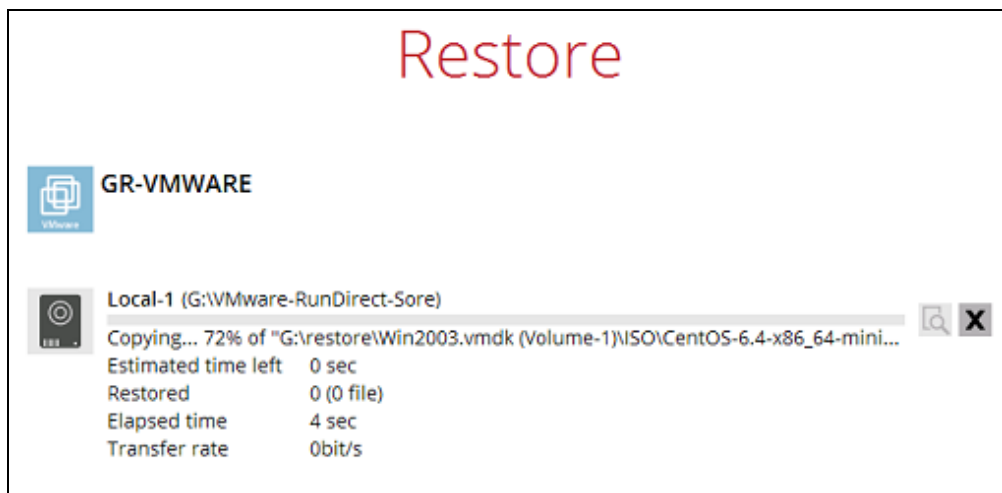 Restore
GR-VMWARE
VMware
Local-1 (G:\VMware-RunDirect-Sore)
Copying... 72% of "G:\restore\Win2003.vmdk (Volume-1)\ISO\CentOS-6.4-x86_64-mini...
Estimated time left 0 sec
Restored 0 (0 file)
Elapsed time 4 sec
Transfer rate 0bit/s